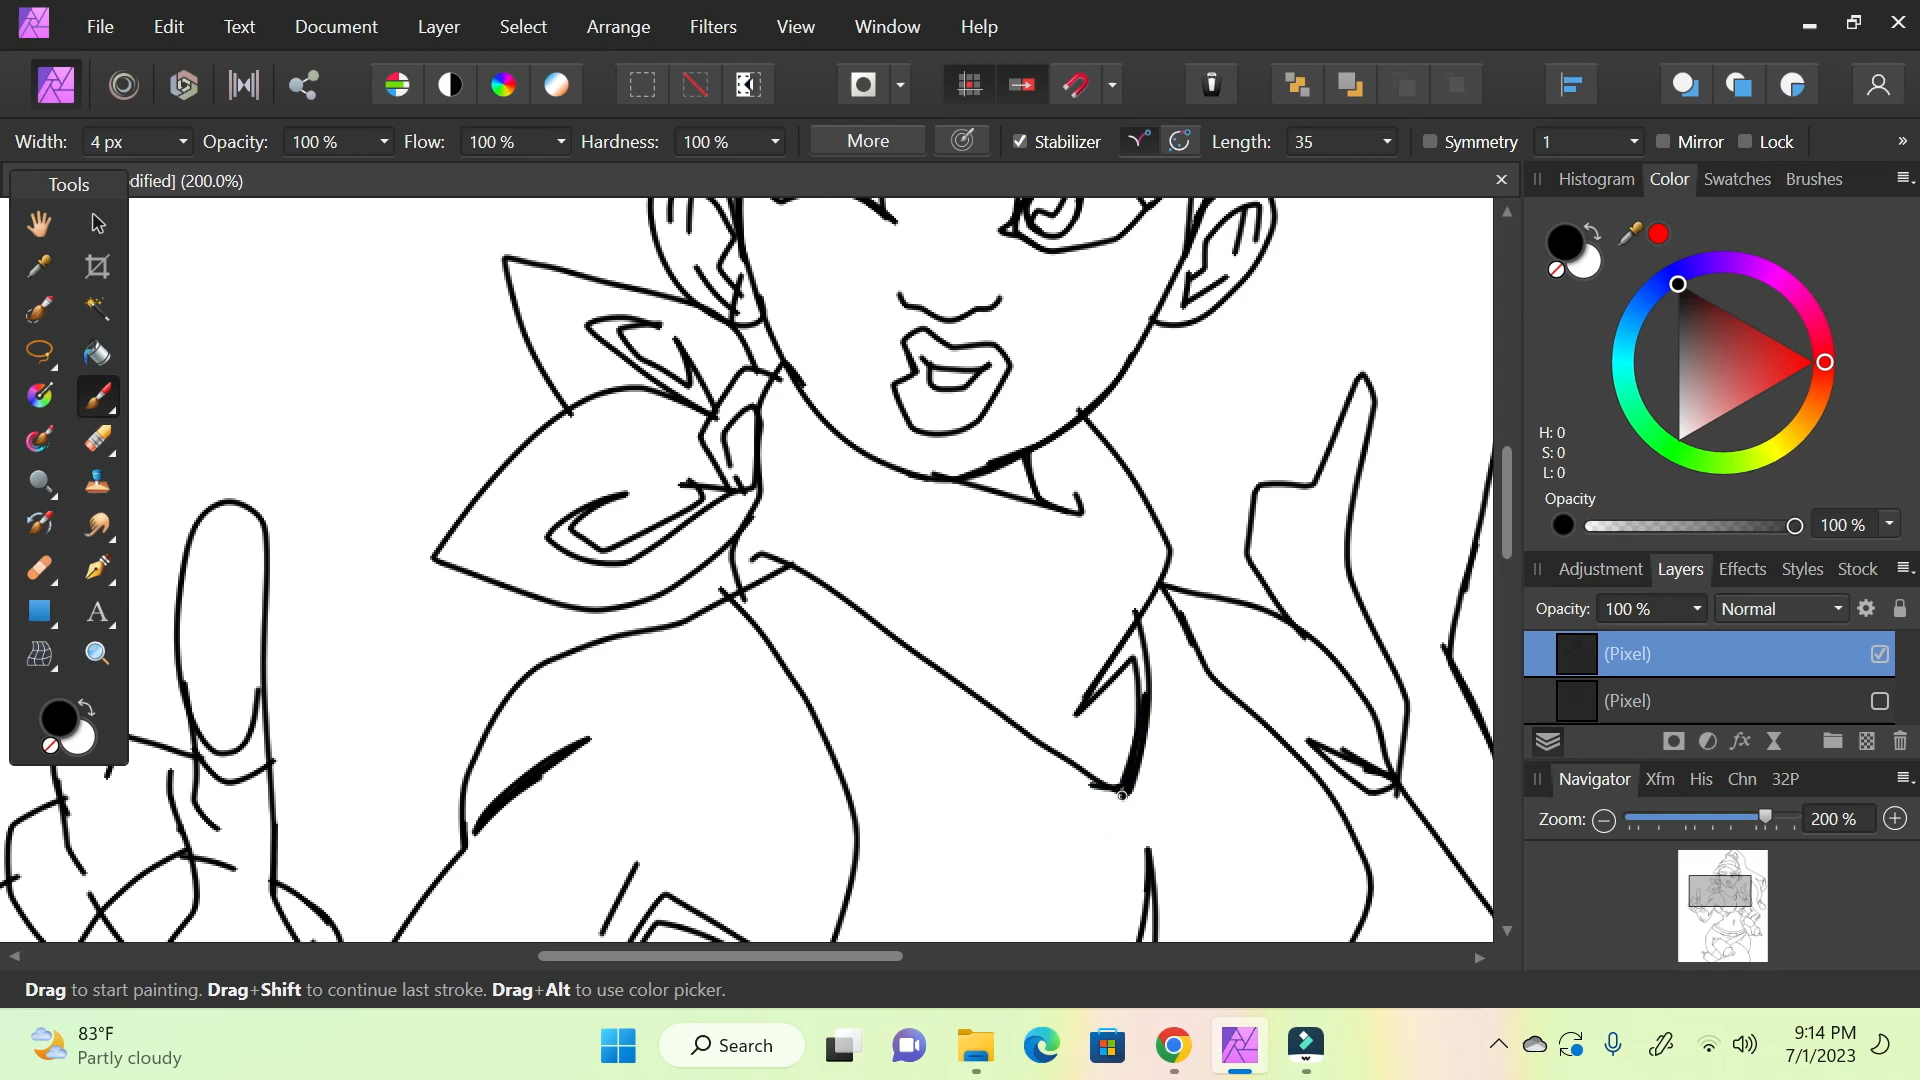 File Edit Text Document Layer Select Arrange Filters View Window Help
Width: 4 px Opacity: 100 % Flow: 100 % Hardness: 100 % More Stabilizer Length: 35 Symmetry 1 Mirror Lock »
Tools
dified] (200.0%)
Histogram Color Swatches Brushes
H: 0
S: 0
L: 0
Opacity
100 %
Adjustment Layers Effects Styles Stock
Opacity: 100 % Normal
(Pixel)
(Pixel)
Navigator Xfm His Chn 32P
Zoom: 200 %
Drag to start painting. Drag+Shift to continue last stroke. Drag+Alt to use color picker.
83°F
Partly cloudy
Search
9:14 PM
7/1/2023